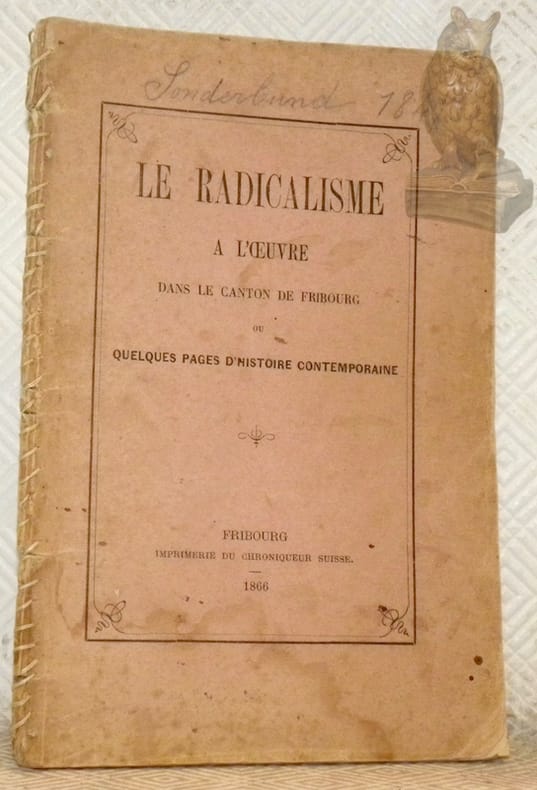 Sonderbund 18
LE RADICALISME
A L'ŒUVRE
DANS LE CANTON DE FRIBOURG
OU
QUELQUES PAGES D'HISTOIRE CONTEMPORAINE
FRIBOURG
IMPRIMERIE DU CHRONIQUEUR SUISSE.
1866